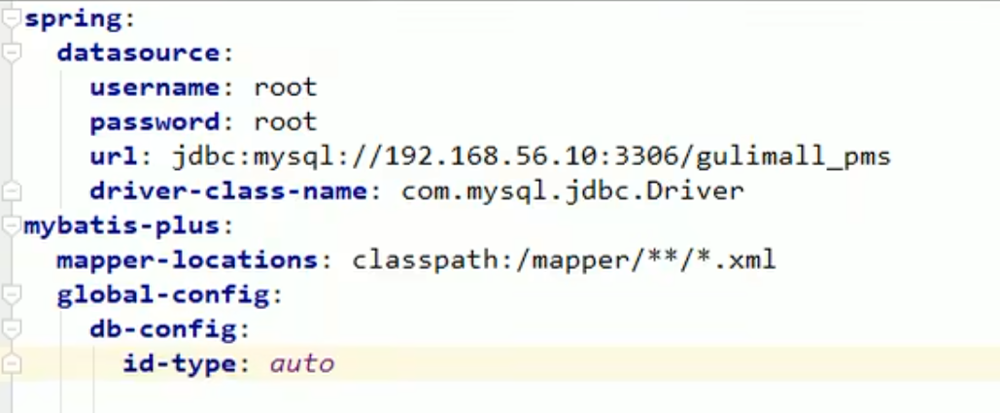 spring:
  datasource:
    username: root
    password: root
    url: jdbc:mysql://192.168.56.10:3306/gulimall_pms
    driver-class-name: com.mysql.jdbc.Driver
mybatis-plus:
  mapper-locations: classpath:/mapper/**/*.xml
  global-config:
    db-config:
      id-type: auto